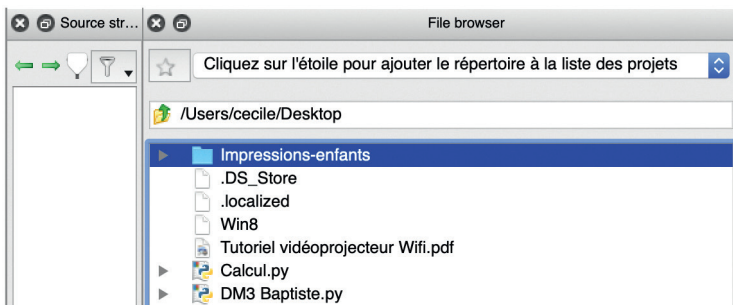 Source str... File browser
Cliquez sur l'étoile pour ajouter le répertoire à la liste des projets
/Users/cecile/Desktop
Impressions-enfants
.DS_Store
.localized
Win8
Tutoriel vidéoprojecteur Wifi.pdf
Calcul.py
DM3 Baptiste.py